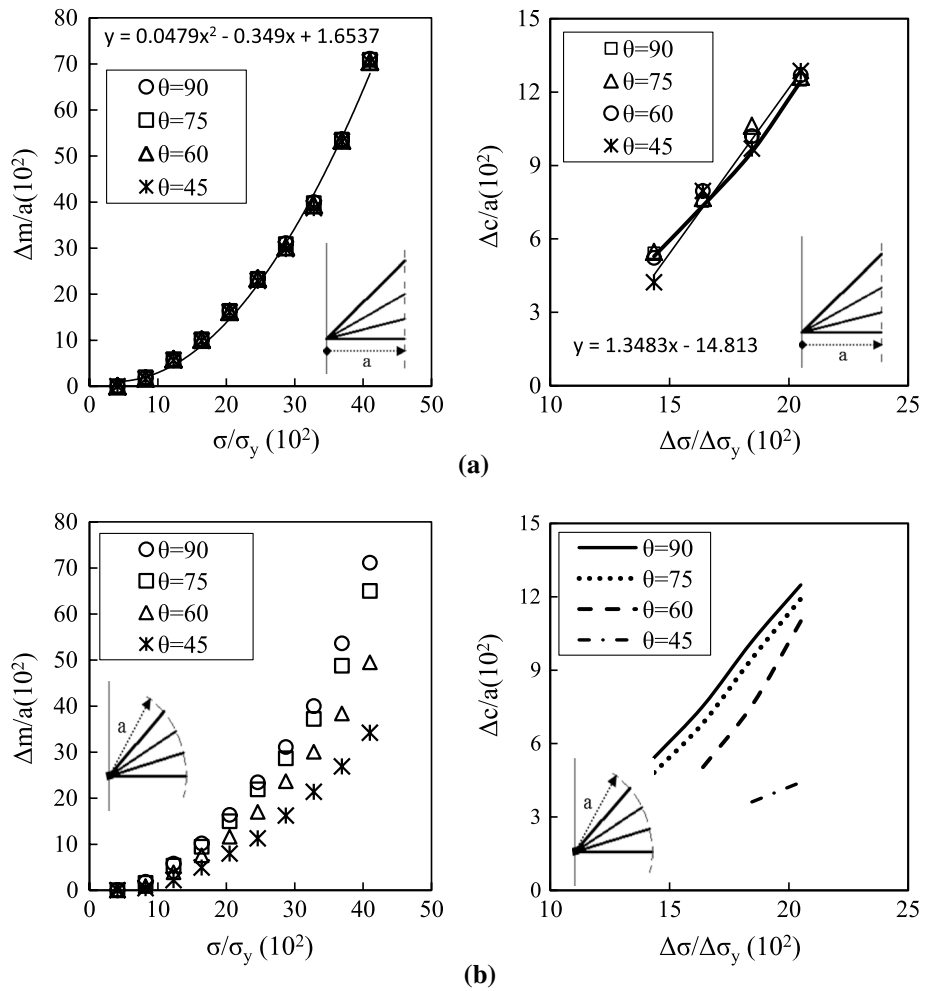 80
70
60
50
40
30
20
10
0
Δm/a(10²)
y = 0.0479x² - 0.349x + 1.6537
θ=90
θ=75
θ=60
θ=45
a
0 10 20 30 40 50
σ/σy (10²)
15
12
9
6
3
0
Δc/a(10²)
θ=90
θ=75
θ=60
θ=45
y = 1.3483x - 14.813
a
10 15 20 25
Δσ/Δσy (10²)
(a)
80
70
60
50
40
30
20
10
0
Δm/a(10²)
θ=90
θ=75
θ=60
θ=45
a
0 10 20 30 40 50
σ/σy (10²)
15
12
9
6
3
0
Δc/a(10²)
θ=90
θ=75
θ=60
θ=45
a
10 15 20 25
Δσ/Δσy (10²)
(b)